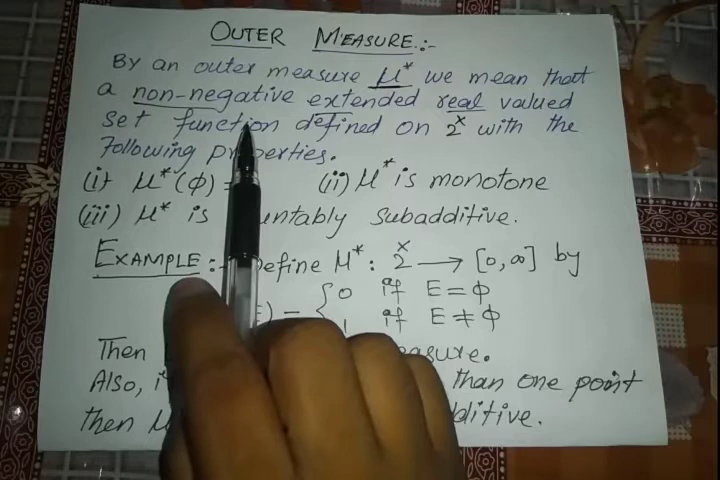 OUTER MEASURE:-
By an outer measure μ* we mean that
a non-negative extended real valued
set function defined on 2^X with the
following properties.
(i) μ*(ϕ) = (ii) μ* is monotone
(iii) μ* is subadditive.
EXAMPLE:- Define μ*: 2^X → [0, ∞] by
= { 0 if E = ϕ
if E ≠ ϕ
Then
Also, than one point
then